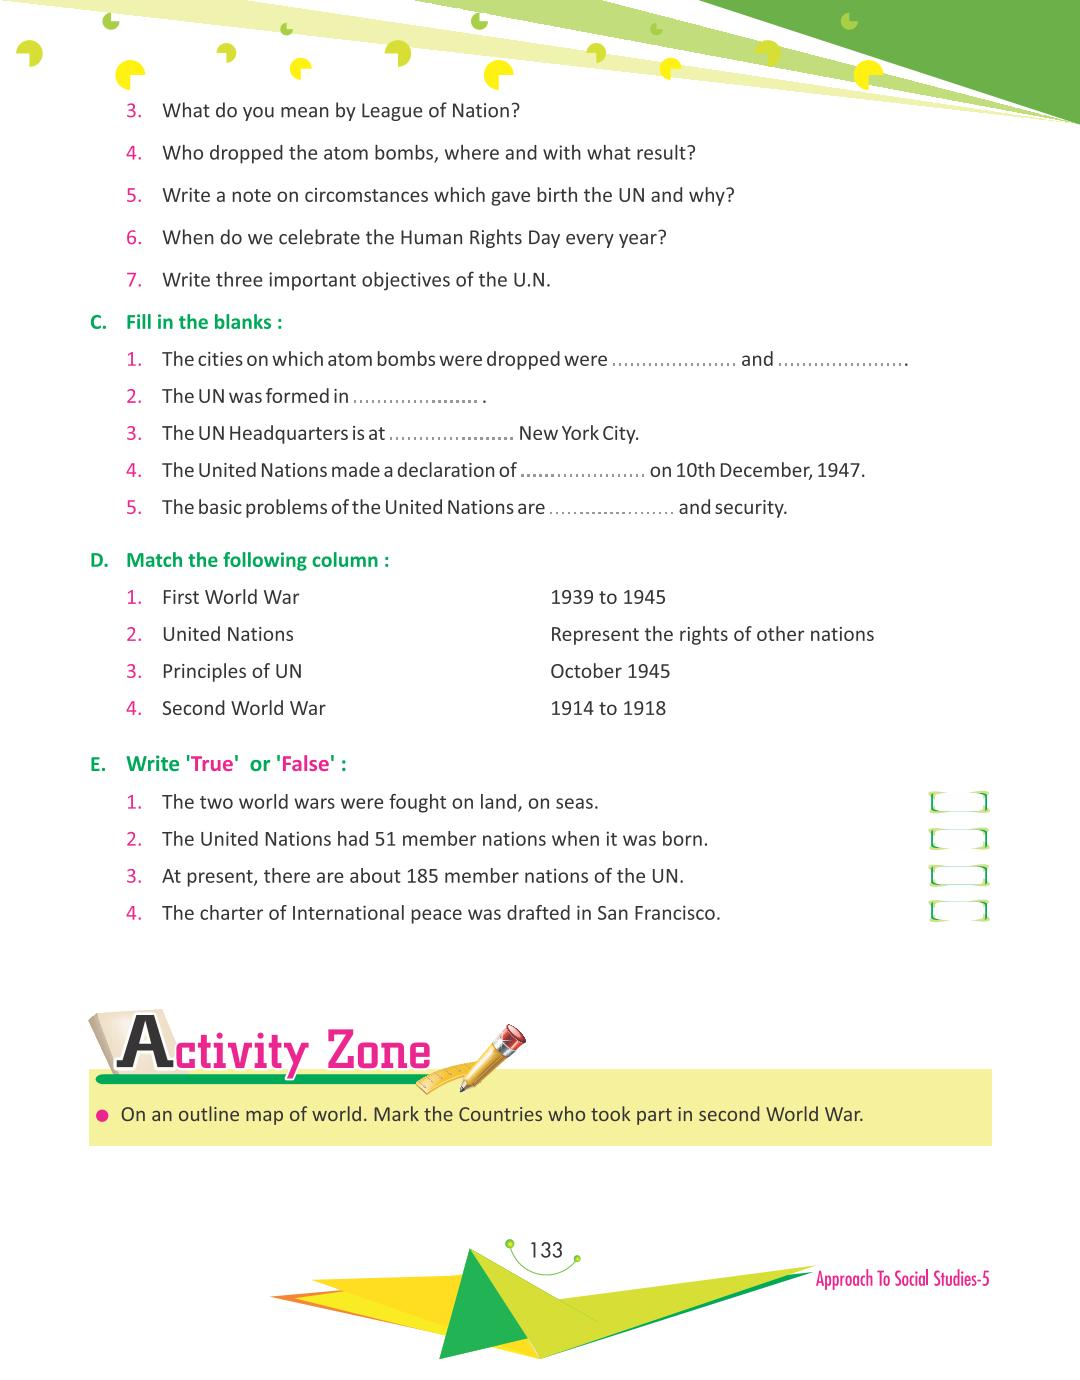 3. What do you mean by League of Nation?
4. Who dropped the atom bombs, where and with what result?
5. Write a note on circomstances which gave birth the UN and why?
6. When do we celebrate the Human Rights Day every year?
7. Write three important objectives of the U.N.
C. Fill in the blanks :
1. The cities on which atom bombs were dropped were ..................... and ......................
2. The UN was formed in ..................... .
3. The UN Headquarters is at ..................... New York City.
4. The United Nations made a declaration of ..................... on 10th December, 1947.
5. The basic problems of the United Nations are ..................... and security.
D. Match the following column :
1. First World War 1939 to 1945
2. United Nations Represent the rights of other nations
3. Principles of UN October 1945
4. Second World War 1914 to 1918
E. Write 'True' or 'False' :
1. The two world wars were fought on land, on seas.
2. The United Nations had 51 member nations when it was born.
3. At present, there are about 185 member nations of the UN.
4. The charter of International peace was drafted in San Francisco.
Activity Zone
On an outline map of world. Mark the Countries who took part in second World War.
133
Approach To Social Studies-5